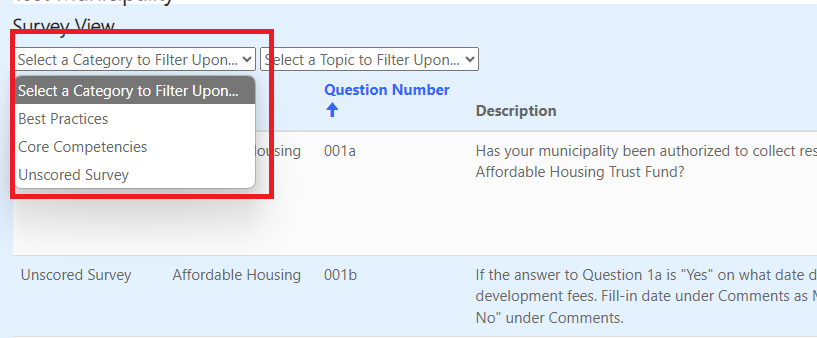 Survey View
Select a Category to Filter Upon... Select a Topic to Filter Upon...
Select a Category to Filter Upon...
Best Practices
Core Competencies
Unscored Survey
Question Number
Description
Housing 001a Has your municipality been authorized to collect res
Affordable Housing Trust Fund?
Unscored Survey Affordable Housing 001b If the answer to Question 1a is "Yes" on what date d
development fees. Fill-in date under Comments as M
No" under Comments.